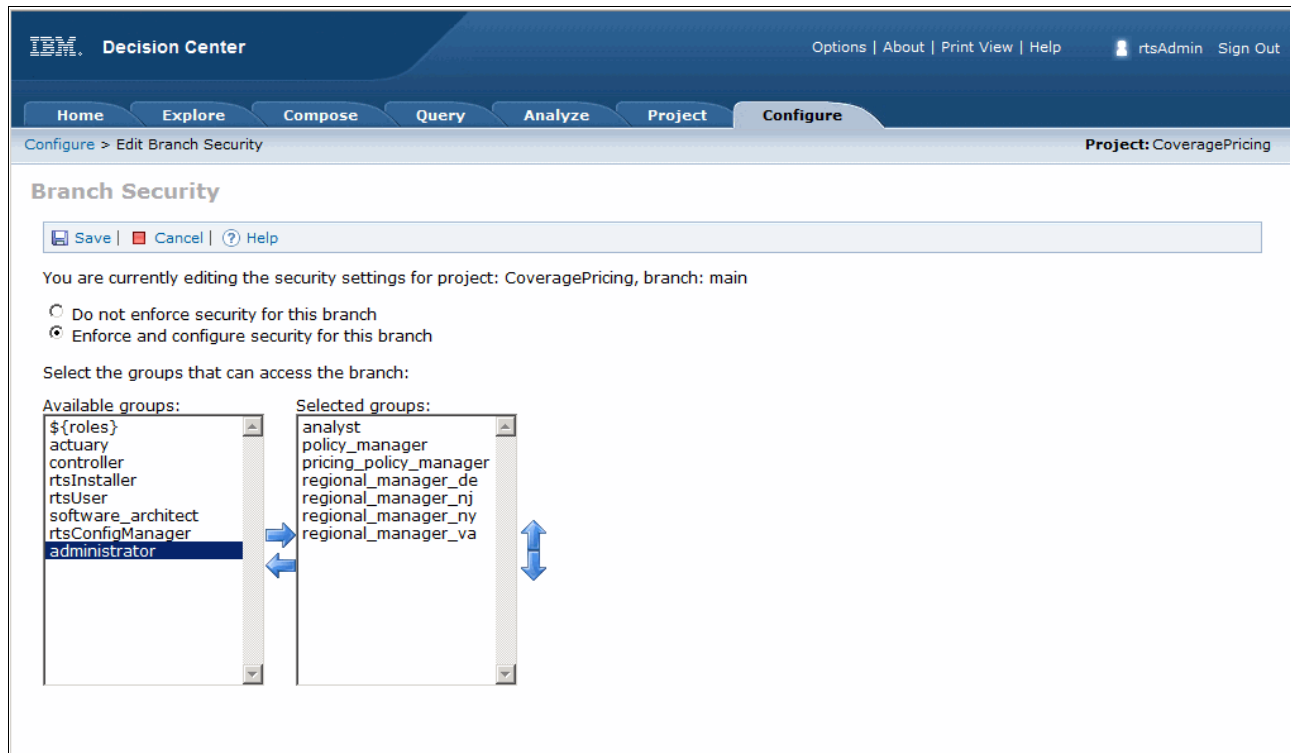 IBM. Decision Center
Options | About | Print View | Help rtsAdmin Sign Out
Home Explore Compose Query Analyze Project Configure
Configure > Edit Branch Security Project: CoveragePricing
Branch Security
Save | Cancel | ? Help
You are currently editing the security settings for project: CoveragePricing, branch: main
Do not enforce security for this branch
Enforce and configure security for this branch
Select the groups that can access the branch:
Available groups:
${roles}
actuary
controller
rtsInstaller
rtsUser
software_architect
rtsConfigManager
administrator
Selected groups:
analyst
policy_manager
pricing_policy_manager
regional_manager_de
regional_manager_nj
regional_manager_ny
regional_manager_va